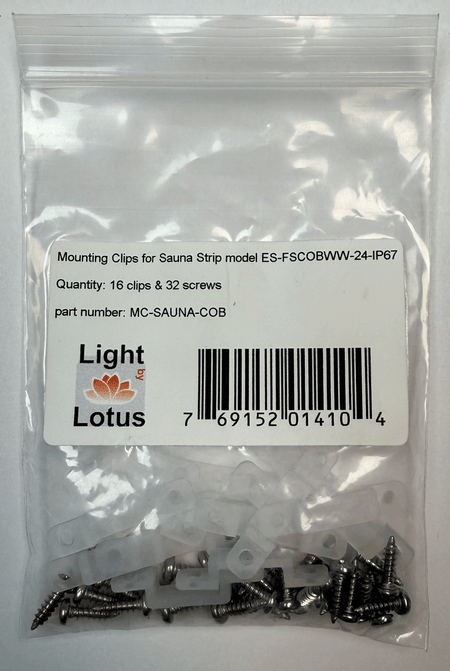 Mounting Clips for Sauna Strip model ES-FSCOBWW-24-IP67
Quantity: 16 clips & 32 screws
part number: MC-SAUNA-COB
Light
by
Lotus
7 69152 01410 4